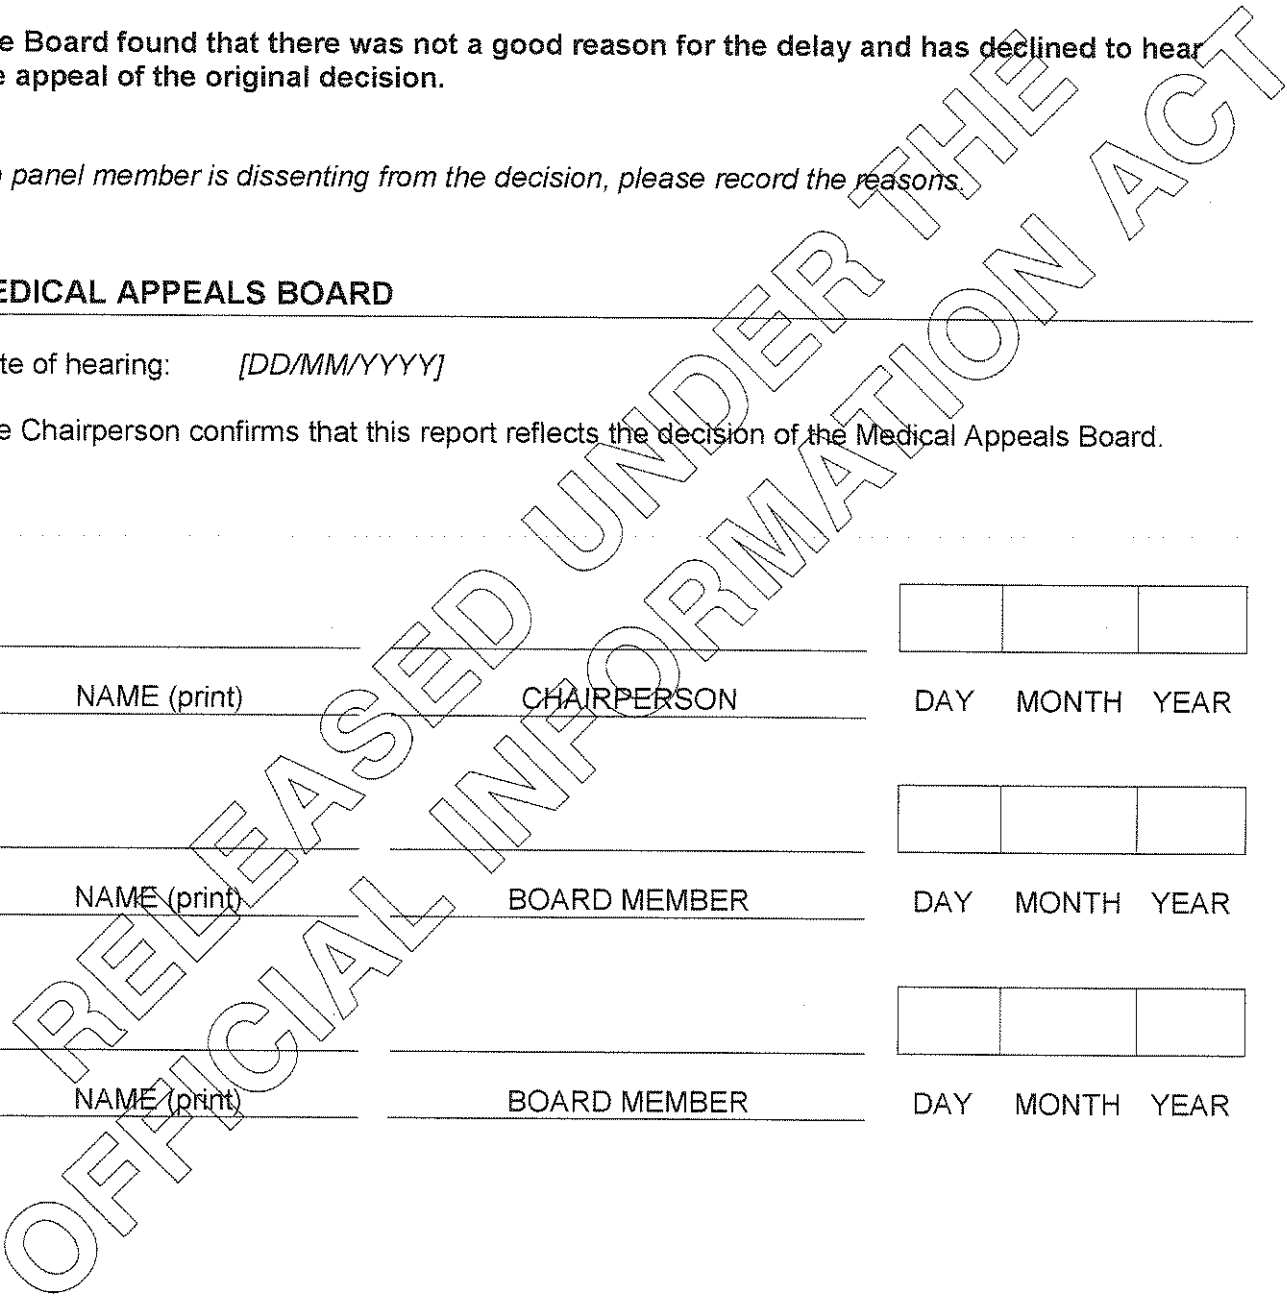 e Board found that there was not a good reason for the delay and has declined to hear
e appeal of the original decision.
panel member is dissenting from the decision, please record the reasons.
EDICAL APPEALS BOARD
te of hearing: [DD/MM/YYYY]
e Chairperson confirms that this report reflects the decision of the Medical Appeals Board.
NAME (print) CHAIRPERSON DAY MONTH YEAR
NAME (print) BOARD MEMBER DAY MONTH YEAR
NAME (print) BOARD MEMBER DAY MONTH YEAR
RELEASED UNDER THE
OFFICIAL INFORMATION ACT